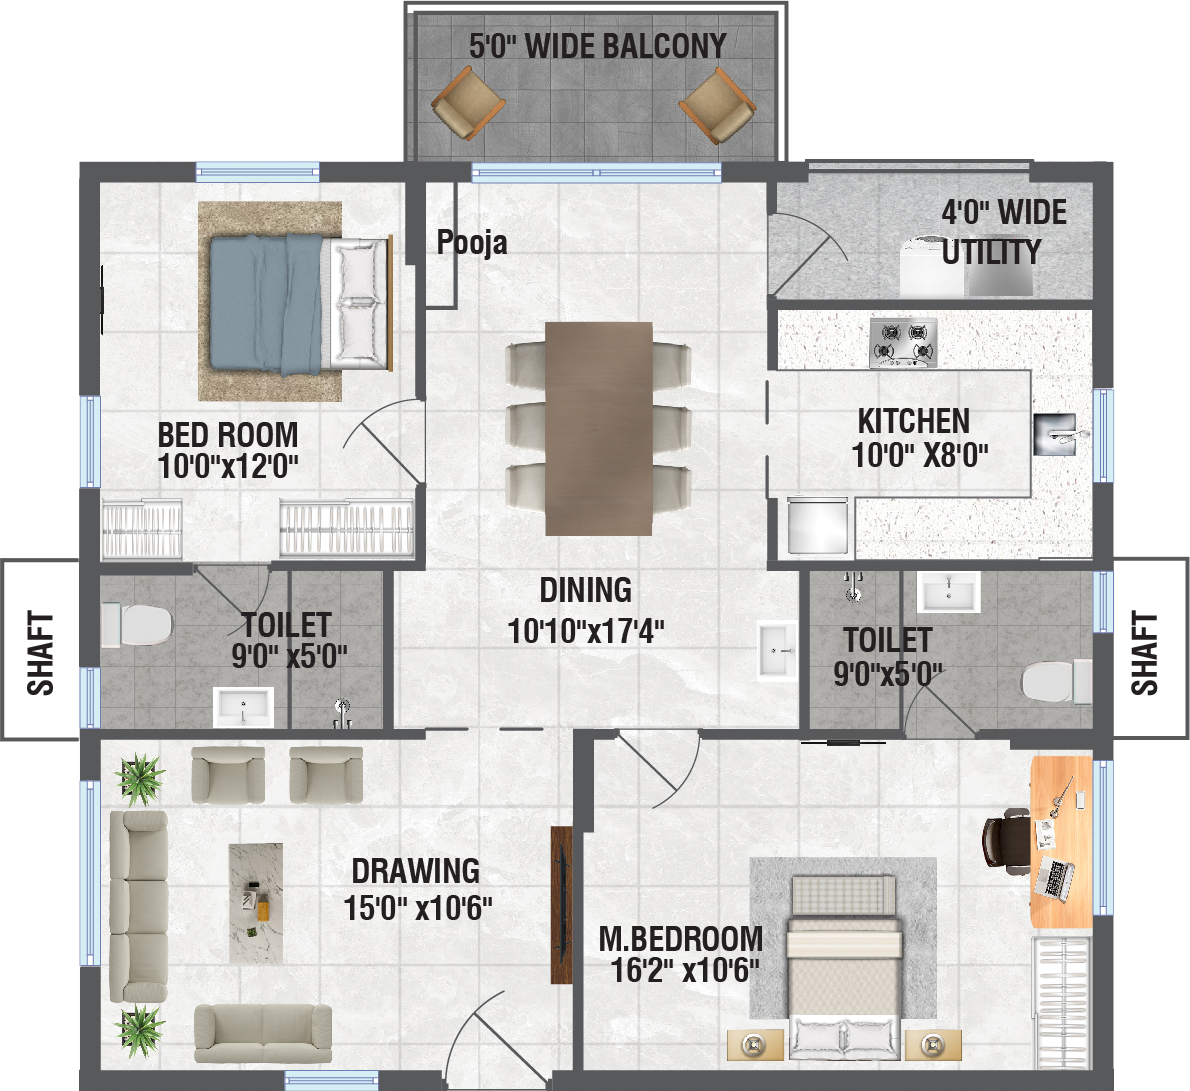 5'0" WIDE BALCONY
4'0" WIDE
UTILITY
Pooja
BED ROOM
10'0"x12'0"
KITCHEN
10'0" X8'0"
SHAFT
TOILET
9'0" x5'0"
DINING
10'10"x17'4"
TOILET
9'0"x5'0"
SHAFT
DRAWING
15'0" x10'6"
M.BEDROOM
16'2" x10'6"